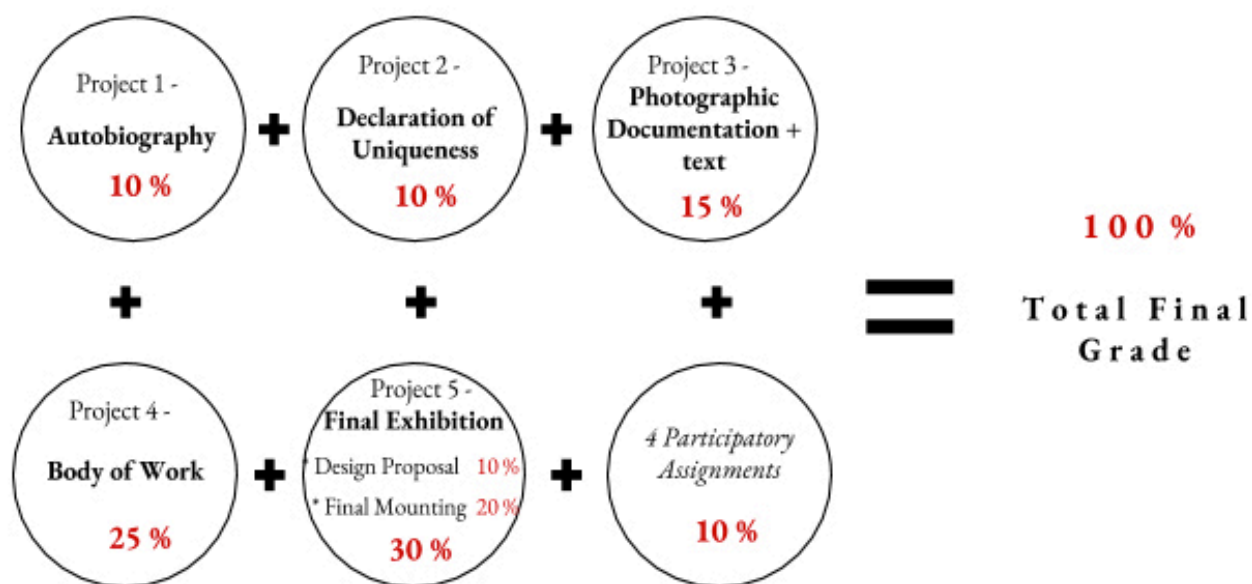 Project 1 -
Autobiography
10 %
Project 2 -
Declaration of
Uniqueness
10 %
Project 3 -
Photographic
Documentation +
text
15 %
Project 4 -
Body of Work
25 %
Project 5 -
Final Exhibition
* Design Proposal 10 %
* Final Mounting 20 %
30 %
4 Participatory
Assignments
10 %
100 %
Total Final
Grade